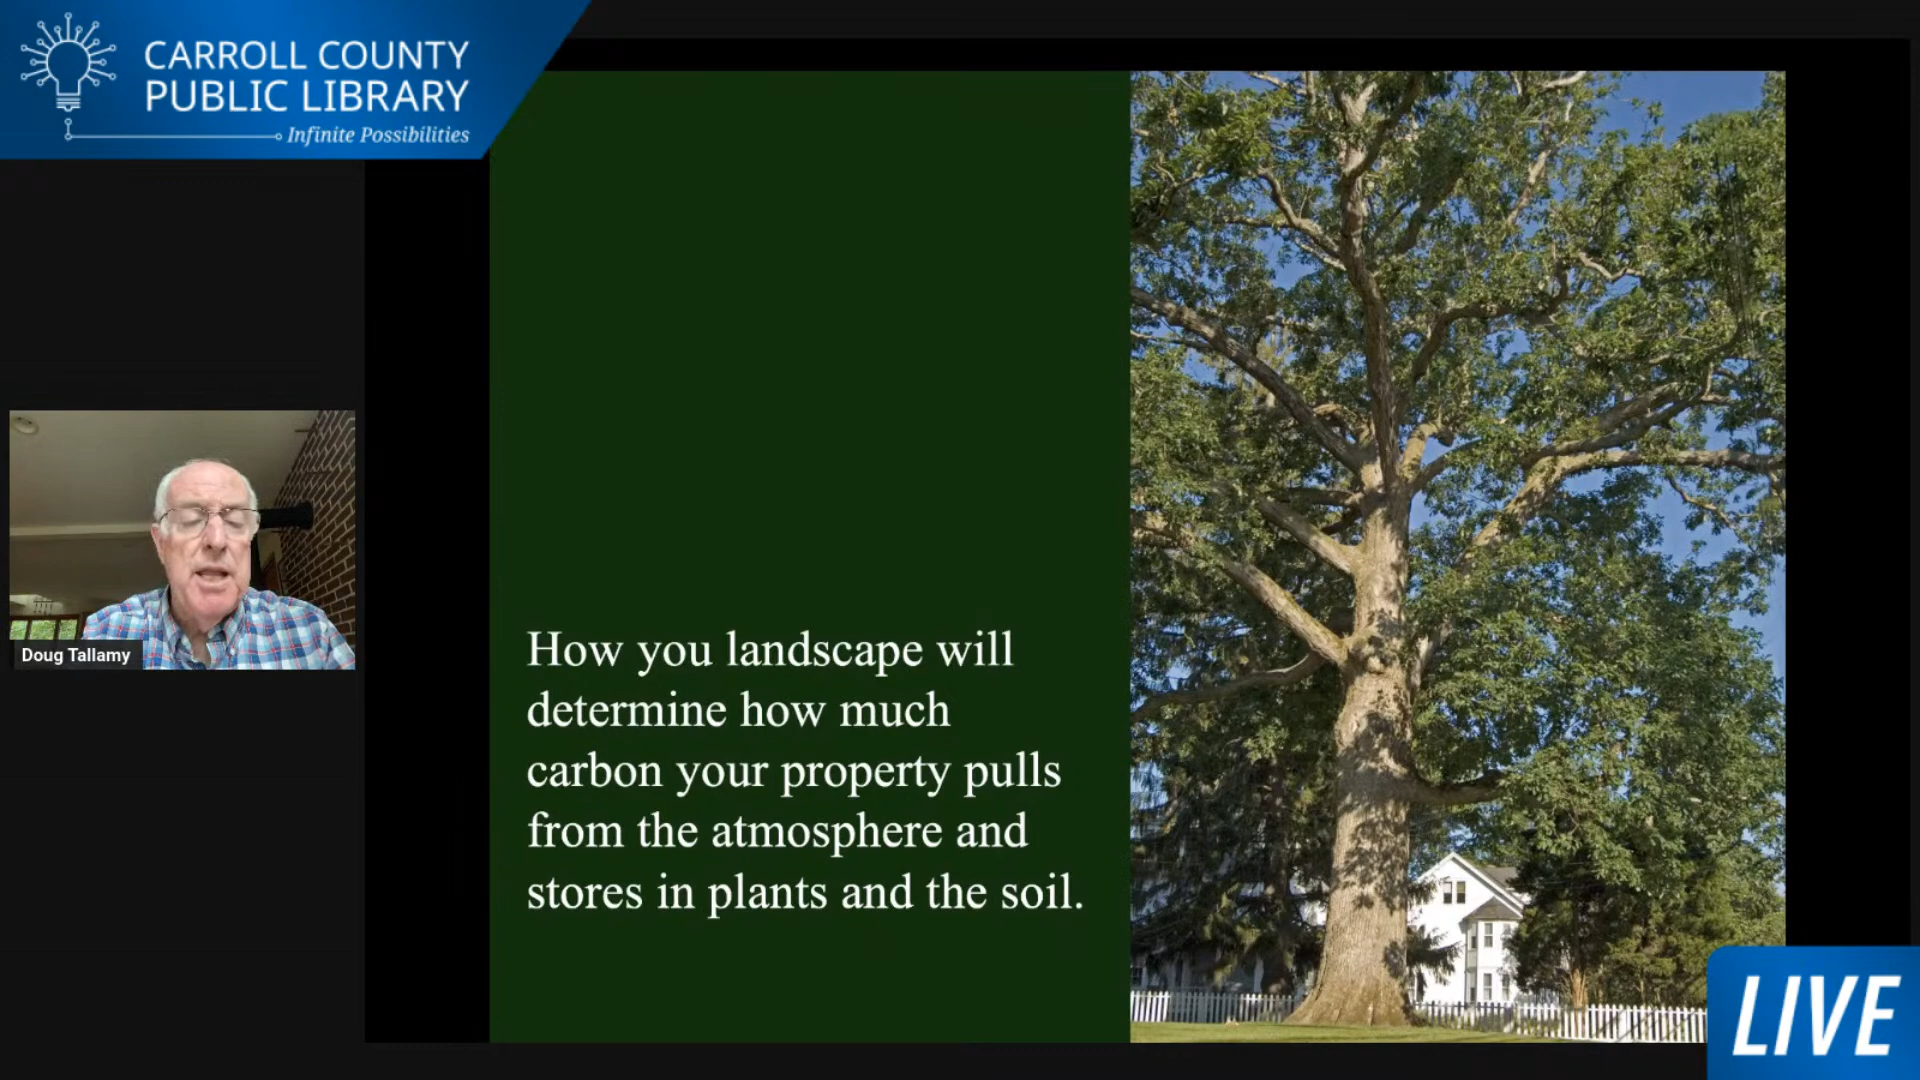 CARROLL COUNTY
PUBLIC LIBRARY
Infinite Possibilities
Doug Tallamy
How you landscape will
determine how much
carbon your property pulls
from the atmosphere and
stores in plants and the soil.
LIVE